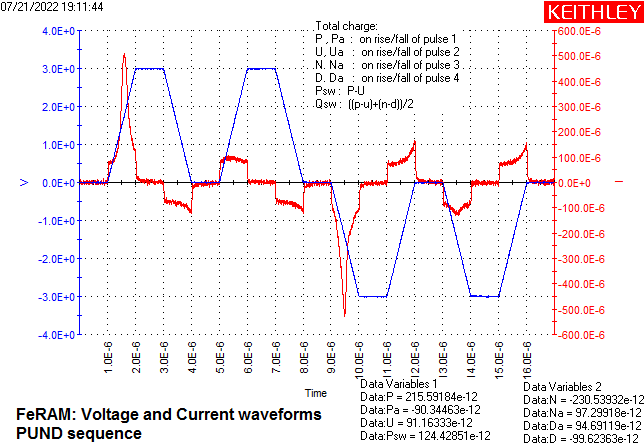 07/21/2022 19:11:44
KEITHLEY
Total charge:
P , Pa : on rise/fall of pulse 1
U, Ua : on rise/fall of pulse 2
N. Na : on rise/fall of pulse 3
D. Da : on rise/fall of pulse 4
Psw : P-U
Qsw : ((p-u)+(n-d))/2
4.0E+0
3.0E+0
2.0E+0
1.0E+0
0.0E+0
-1.0E+0
-2.0E+0
-3.0E+0
-4.0E+0
V
600.0E-6
500.0E-6
400.0E-6
300.0E-6
200.0E-6
100.0E-6
0.0E+0
-100.0E-6
-200.0E-6
-300.0E-6
-400.0E-6
-500.0E-6
-600.0E-6
I
1.0E-6
2.0E-6
3.0E-6
4.0E-6
5.0E-6
6.0E-6
7.0E-6
8.0E-6
9.0E-6
10.0E-6
11.0E-6
12.0E-6
13.0E-6
14.0E-6
15.0E-6
16.0E-6
Time
FeRAM: Voltage and Current waveforms
PUND sequence
Data Variables 1
Data:P = 215.59184e-12
Data:Pa = -90.34463e-12
Data:U = 91.16333e-12
Data:Psw = 124.42851e-12
Data Variables 2
Data:N = -230.53932e-12
Data:Na = 97.29918e-12
Data:Da = 94.69119e-12
Data:D = -99.62363e-12